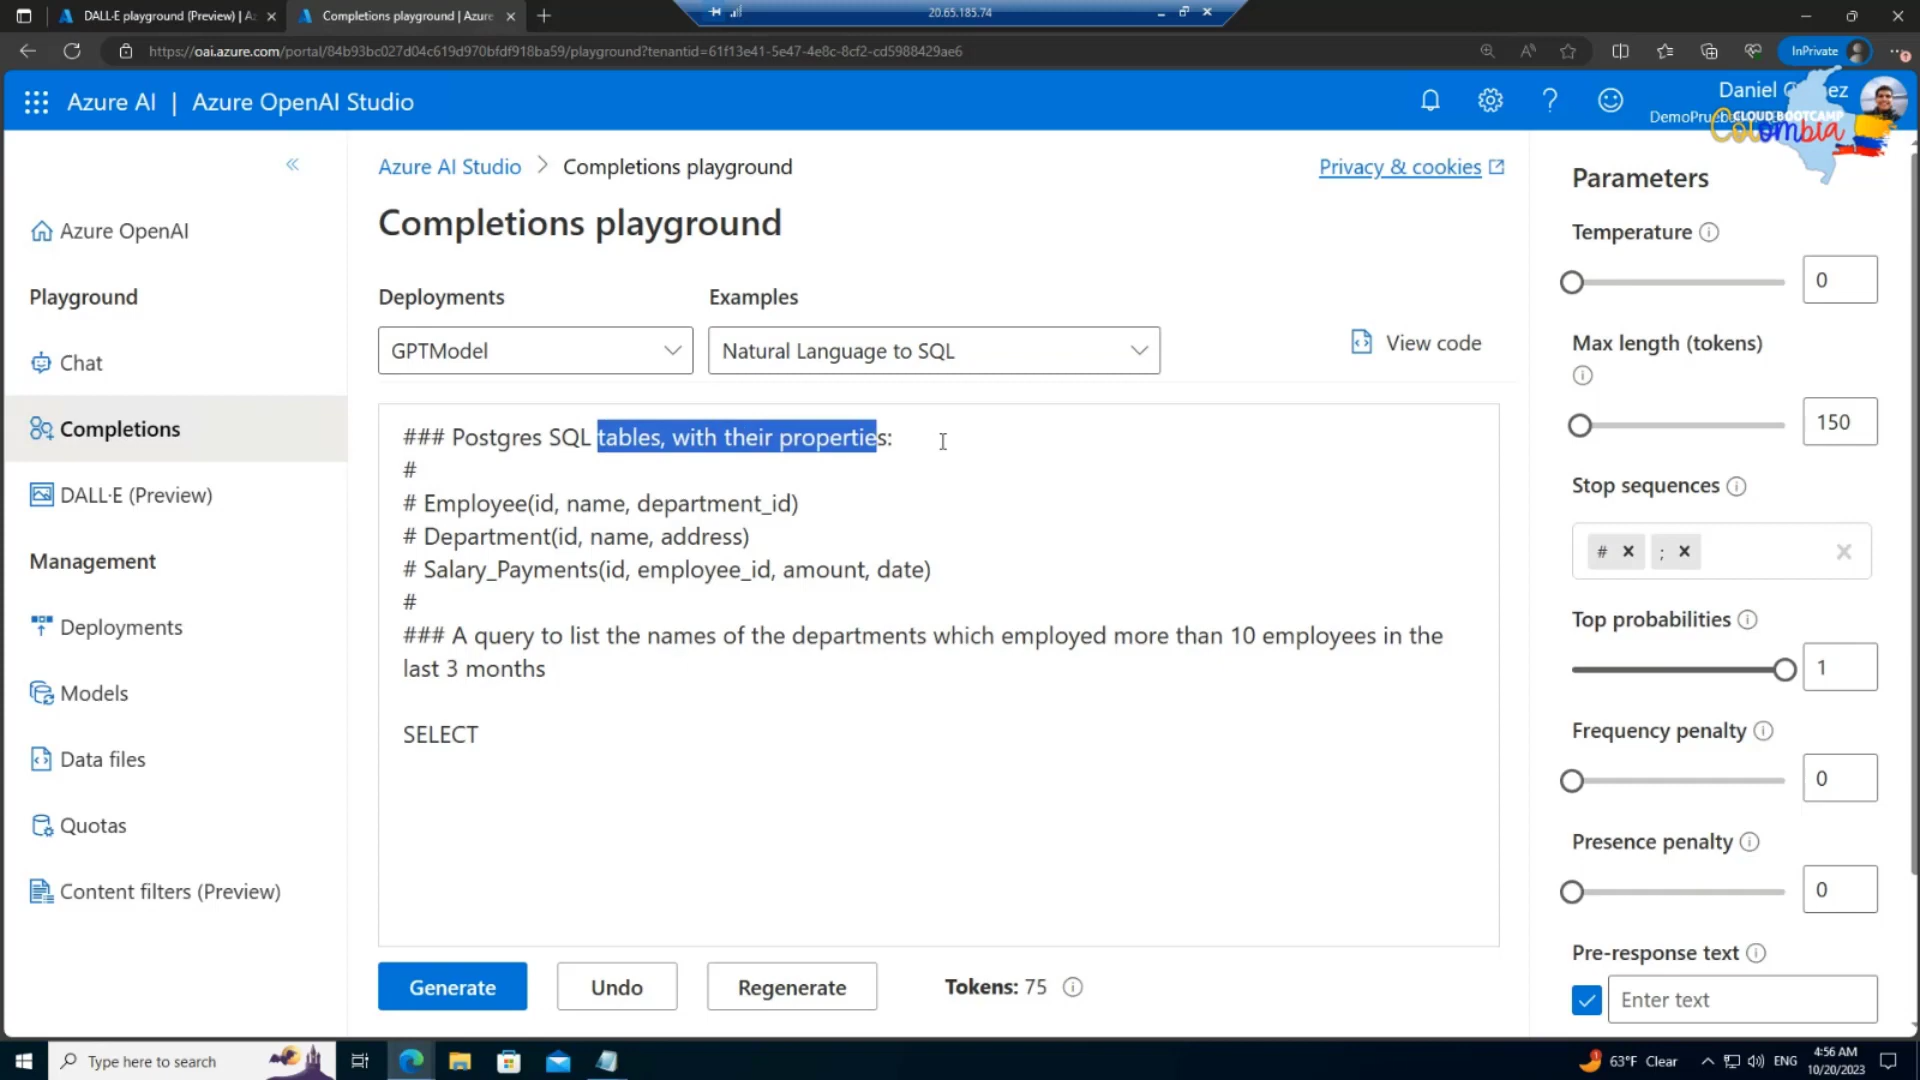 DALL·E playground (Preview) | Az
Completions playground | Azure
20.65.185.74
https://oai.azure.com/portal/84b93bc027d04c619d970bfdf918ba59/playground?tenantid=61f13e41-5e47-4e8c-8cf2-cd5988429ae6
InPrivate
Azure AI | Azure OpenAI Studio
Daniel
CLOUD BOOTCAMP
Colombia
Azure AI Studio > Completions playground
Privacy & cookies
Completions playground
Azure OpenAI
Playground
Chat
Completions
DALL·E (Preview)
Management
Deployments
Models
Data files
Quotas
Content filters (Preview)
Deployments
Examples
GPTModel
Natural Language to SQL
View code
### Postgres SQL tables, with their properties:
#
# Employee(id, name, department_id)
# Department(id, name, address)
# Salary_Payments(id, employee_id, amount, date)
#
### A query to list the names of the departments which employed more than 10 employees in the
last 3 months
SELECT
Generate
Undo
Regenerate
Tokens: 75
Parameters
Temperature
0
Max length (tokens)
150
Stop sequences
#
;
Top probabilities
1
Frequency penalty
0
Presence penalty
0
Pre-response text
Enter text
Type here to search
63°F Clear
ENG
4:56 AM
10/20/2023